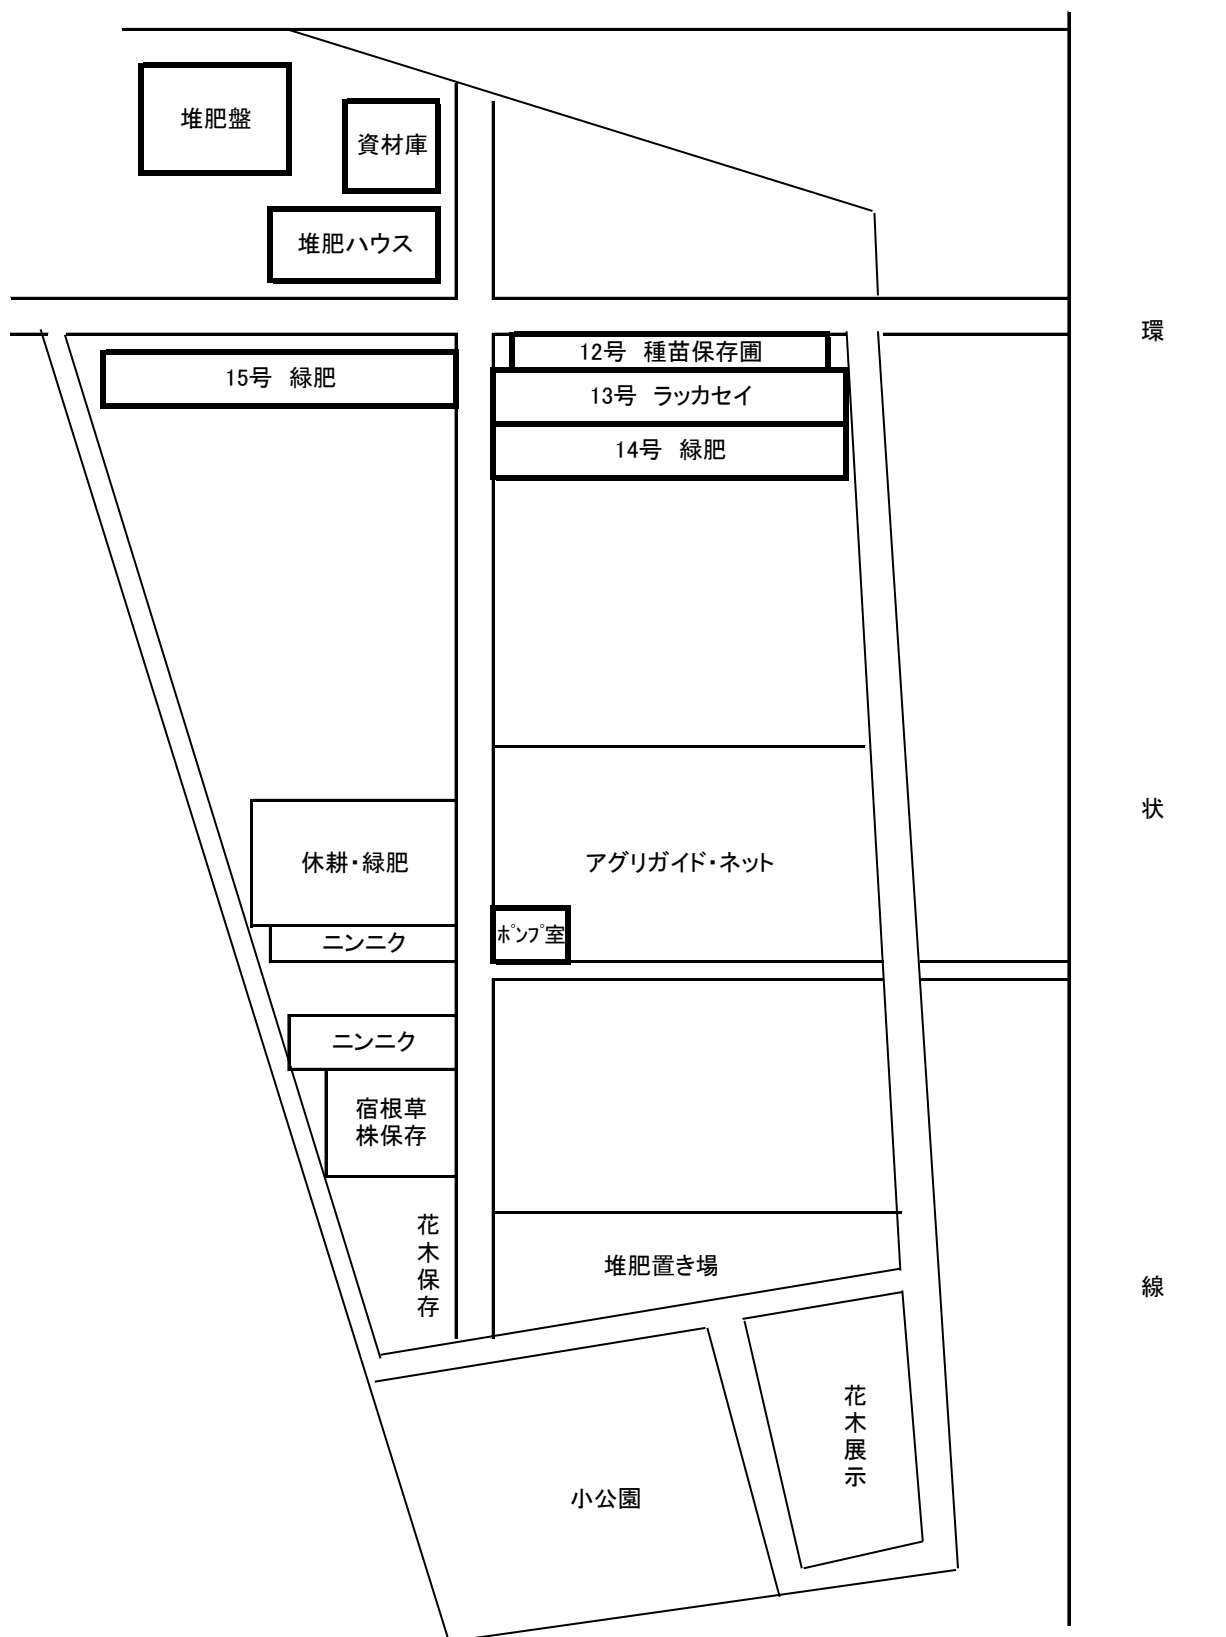 堆肥盤
資材庫
堆肥ハウス
環
12号 種苗保存圃
15号 緑肥
13号 ラッカセイ
14号 緑肥
状
休耕・緑肥
アグリガイド・ネット
ニンニク
ﾎﾟﾝﾌﾟ室
ニンニク
宿根草
株保存
花木保存
堆肥置き場
線
花木展示
小公園